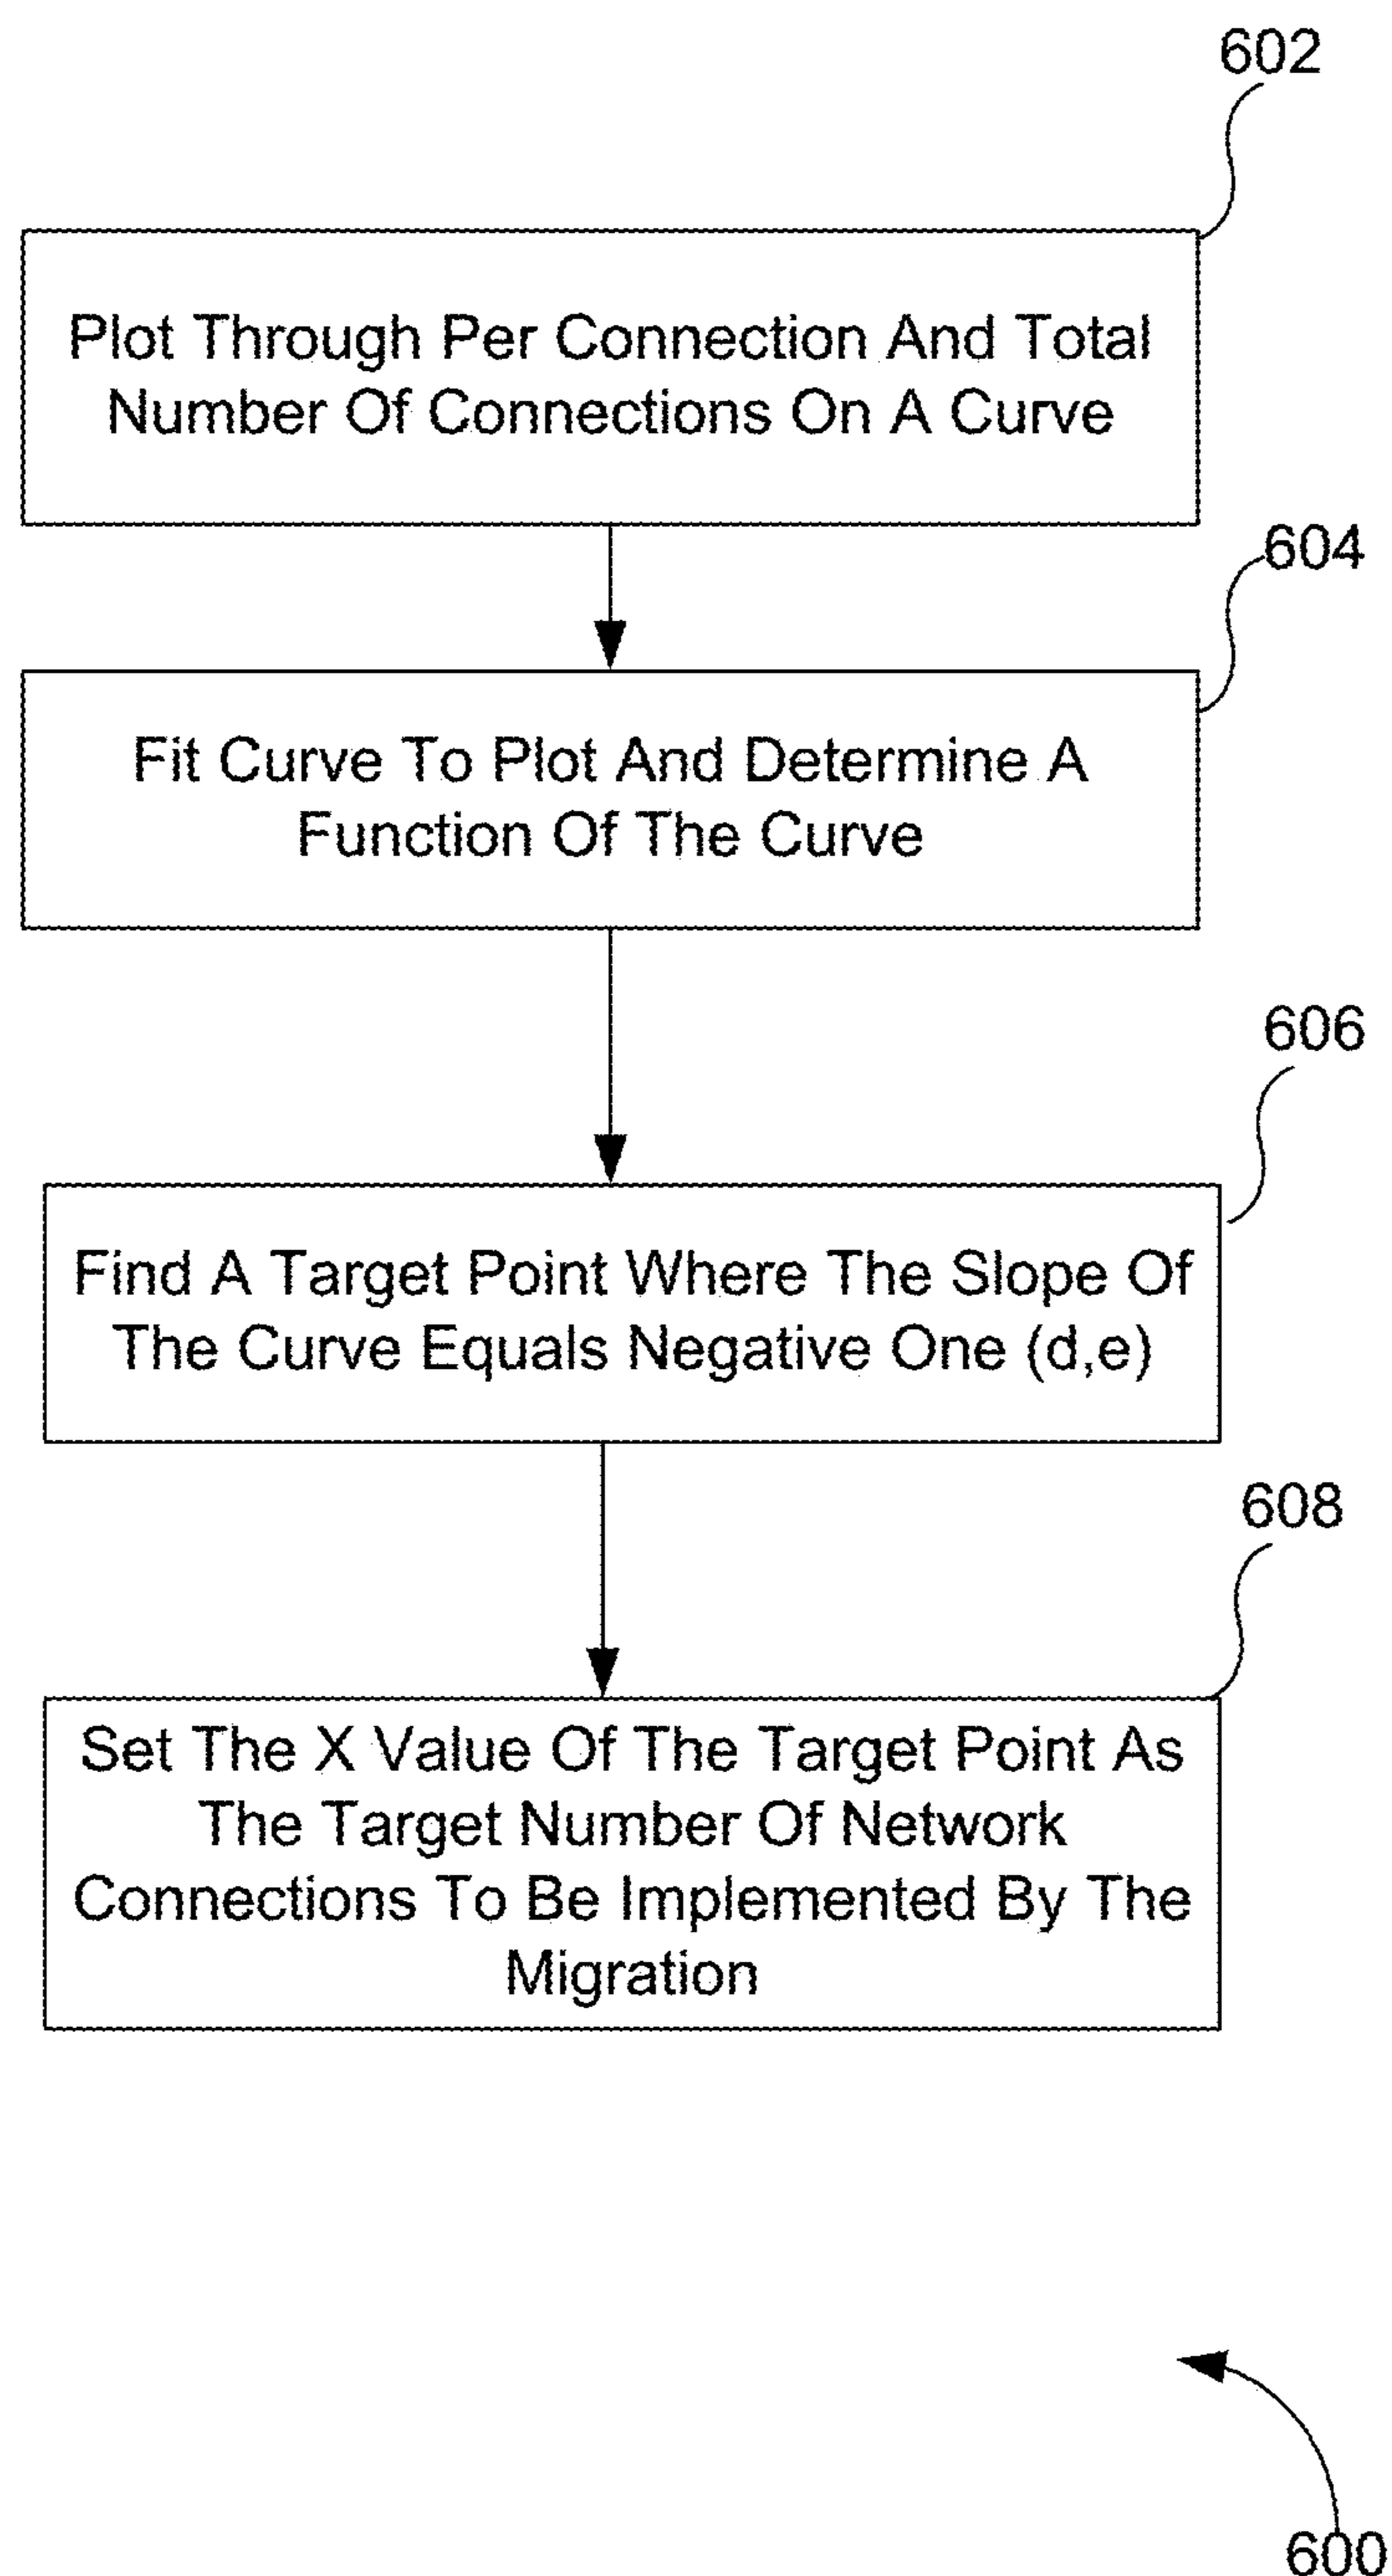 602
Plot Through Per Connection And Total
Number Of Connections On A Curve
604
Fit Curve To Plot And Determine A
Function Of The Curve
606
Find A Target Point Where The Slope Of
The Curve Equals Negative One (d,e)
608
Set The X Value Of The Target Point As
The Target Number Of Network
Connections To Be Implemented By The
Migration
600